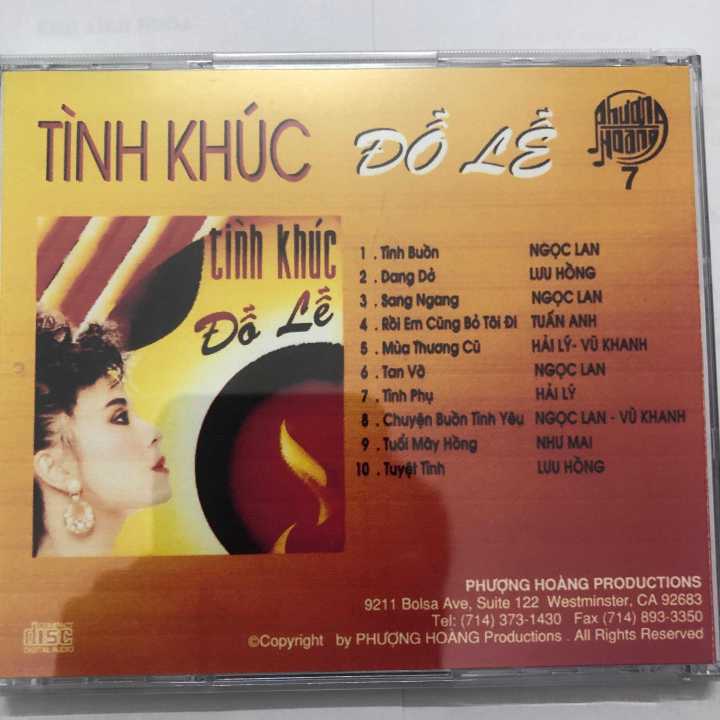 TÌNH KHÚC ĐỖ LỄ
Phượng Hoàng
7
tình khúc
Đỗ Lễ
1 . Tình Buồn NGỌC LAN
2 . Dang Dở LƯU HỒNG
3 . Sang Ngang NGỌC LAN
4 . Rồi Em Cũng Bỏ Tôi Đi TUẤN ANH
5 . Mùa Thương Cũ HẢI LÝ- VŨ KHANH
6 . Tan Vỡ NGỌC LAN
7 . Tình Phụ HẢI LÝ
8 . Chuyện Buồn Tình Yêu NGỌC LAN - VŨ KHANH
9 . Tuổi Mây Hồng NHƯ MAI
10 . Tuyệt Tình LƯU HỒNG
PHƯỢNG HOÀNG PRODUCTIONS
9211 Bolsa Ave, Suite 122 Westminster, CA 92683
Tel: (714) 373-1430 Fax (714) 893-3350
©Copyright by PHƯỢNG HOÀNG Productions . All Rights Reserved
COMPACT
disc
DIGITAL AUDIO